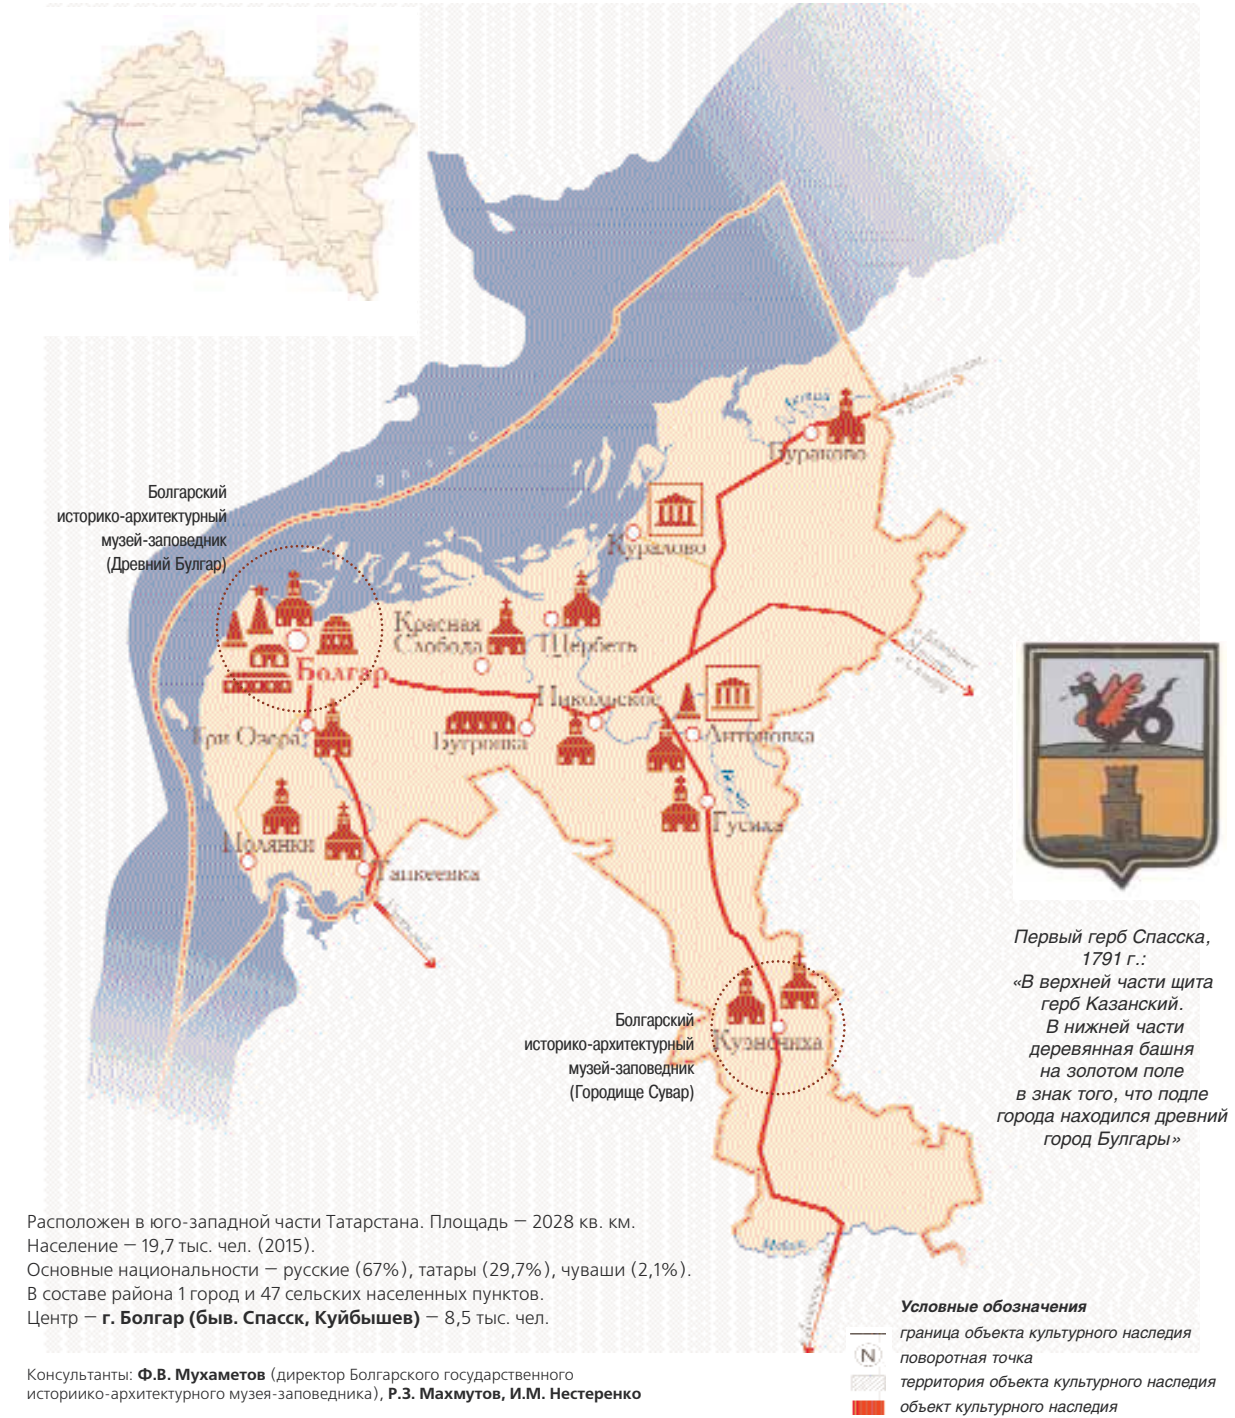 Болгарский
историко-архитектурный
музей-заповедник
(Древний Булгар)
Волга
Бураково
Куралово
Красная
Слобода
Щербеть
Болгар
Никольское
Три Озера
Бугровка
Антоновка
Гусиха
Полянки
Танкеевка
Кузнечиха
Болгарский
историко-архитектурный
музей-заповедник
(Городище Сувар)
Первый герб Спасска,
1791 г.:
«В верхней части щита
герб Казанский.
В нижней части
деревянная башня
на золотом поле
в знак того, что подле
города находился древний
город Булгары»
Расположен в юго-западной части Татарстана. Площадь — 2028 кв. км.
Население — 19,7 тыс. чел. (2015).
Основные национальности — русские (67%), татары (29,7%), чуваши (2,1%).
В составе района 1 город и 47 сельских населенных пунктов.
Центр — г. Болгар (быв. Спасск, Куйбышев) — 8,5 тыс. чел.
Консультанты: Ф.В. Мухаметов (директор Болгарского государственного
историико-архитектурного музея-заповедника), Р.З. Махмутов, И.М. Нестеренко
Условные обозначения
граница объекта культурного наследия
N поворотная точка
территория объекта культурного наследия
объект культурного наследия